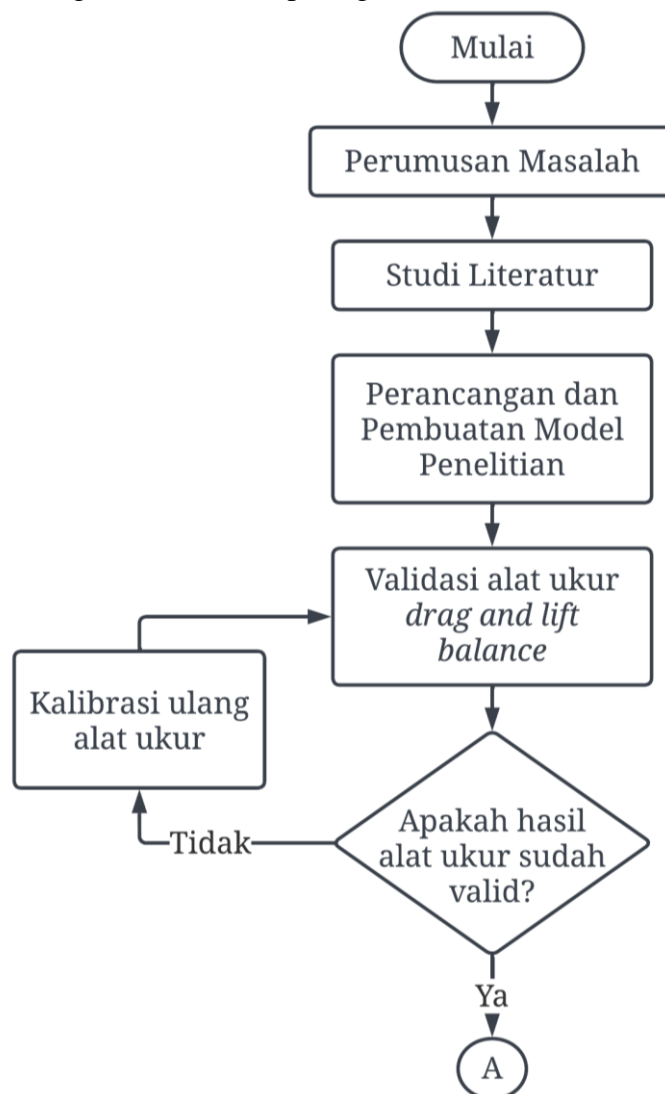 Mulai
Perumusan Masalah
Studi Literatur
Perancangan dan
Pembuatan Model
Penelitian
Validasi alat ukur
drag and lift
balance
Kalibrasi ulang
alat ukur
Apakah hasil
alat ukur sudah
valid?
Tidak
Ya
A